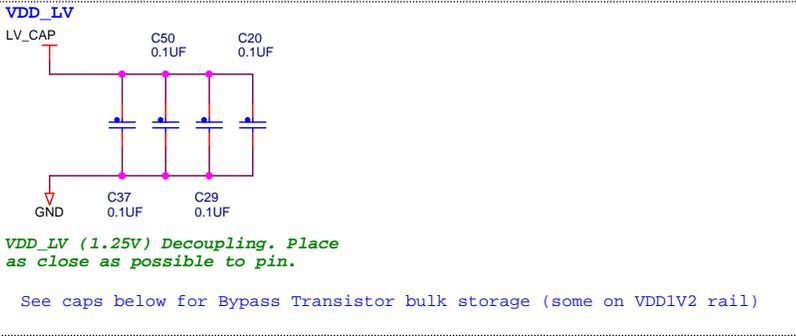 VDD_LV
LV_CAP
C50
0.1UF
C20
0.1UF
C37
0.1UF
C29
0.1UF
GND
VDD_LV (1.25V) Decoupling. Place
as close as possible to pin.
See caps below for Bypass Transistor bulk storage (some on VDD1V2 rail)